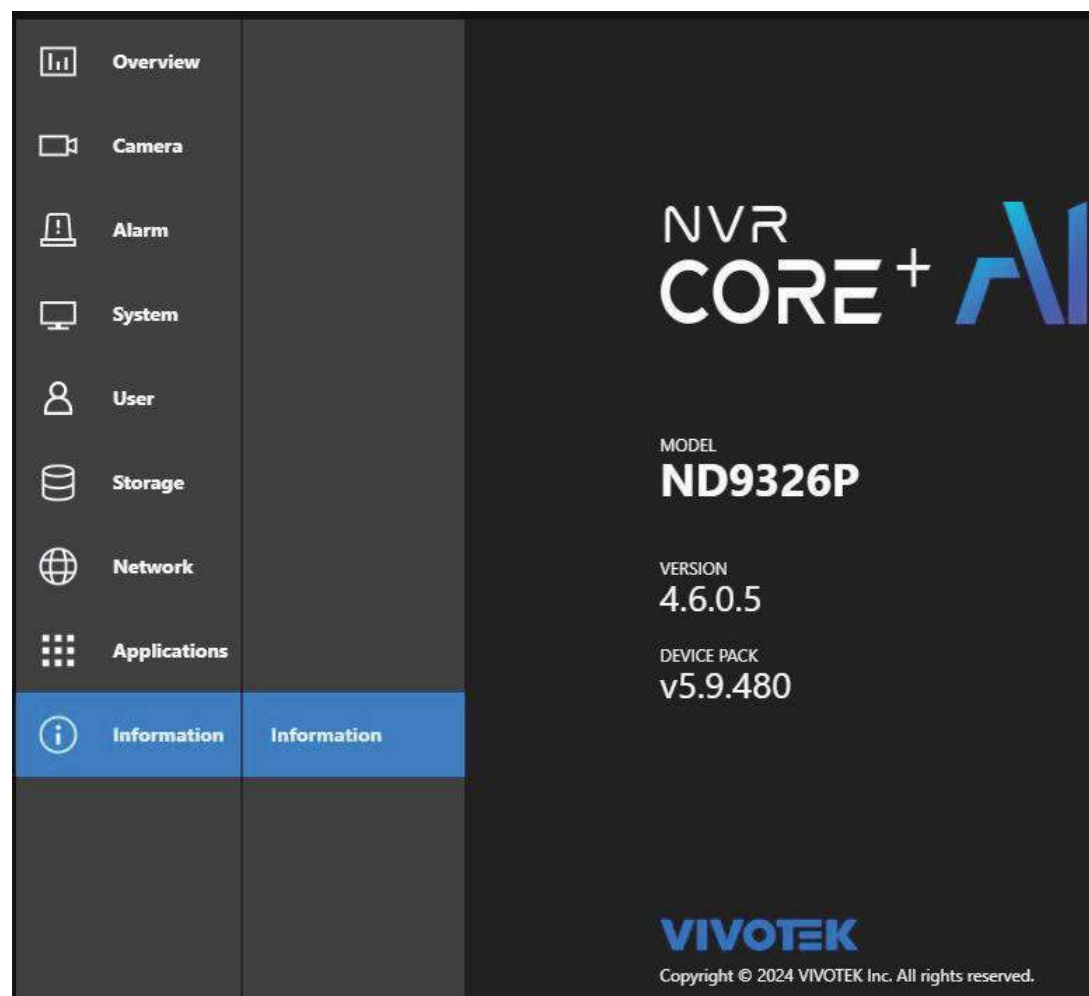 Overview
Camera
Alarm
System
User
Storage
Network
Applications
Information
Information
NVR
CORE+ AI
MODEL
ND9326P
VERSION
4.6.0.5
DEVICE PACK
v5.9.480
VIVOTEK
Copyright © 2024 VIVOTEK Inc. All rights reserved.